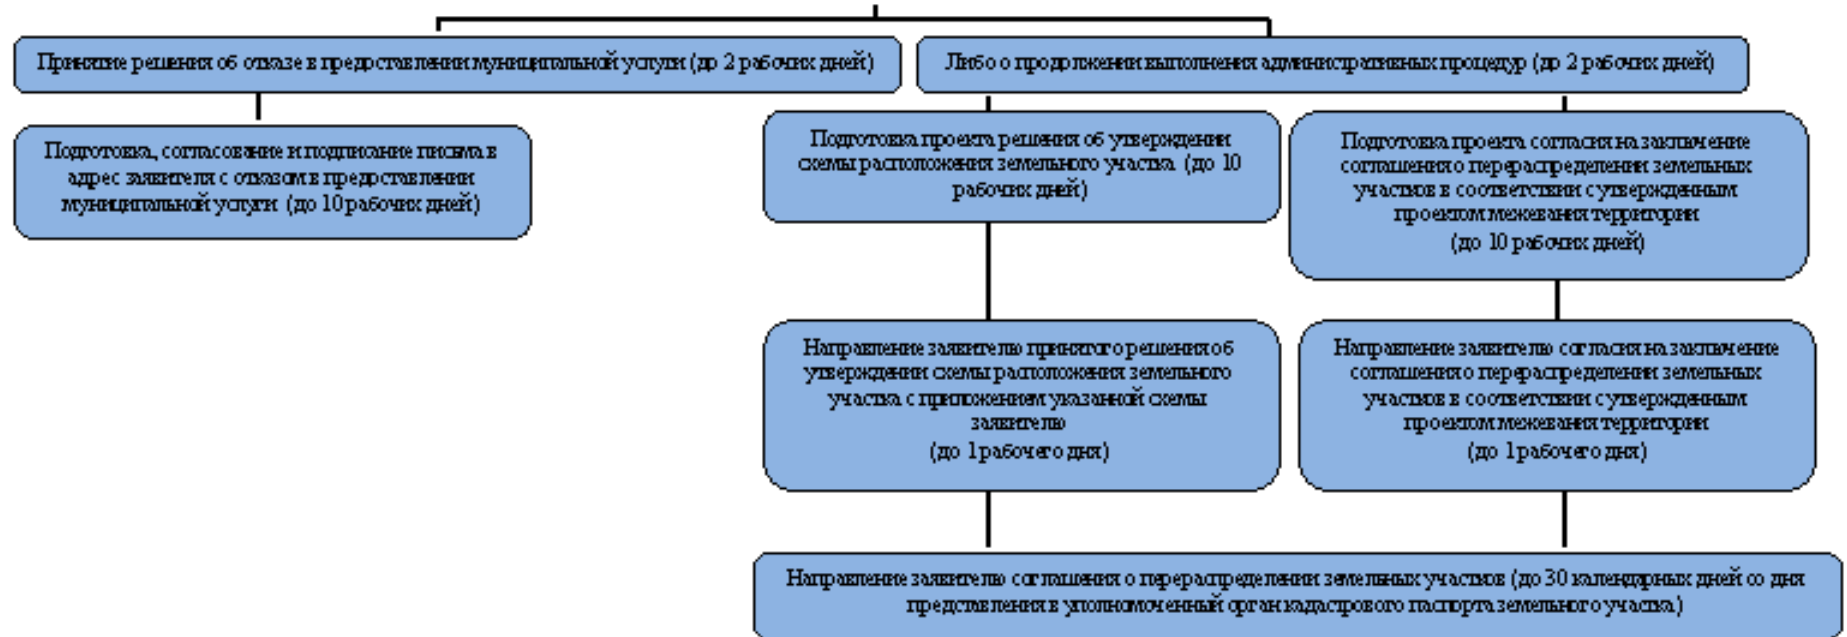 Принятие решения об отказе в предоставлении муниципальной услуги (до 2 рабочих дней)
Либо о продолжении выполнения административных процедур (до 2 рабочих дней)
Подготовка, согласование и подписание письма в
адрес заявителя с отказом в предоставлении
муниципальной услуги (до 10 рабочих дней)
Подготовка проекта решения об утверждении
схемы расположения земельного участка (до 10
рабочих дней)
Подготовка проекта согласия на заключение
соглашения о перераспределении земельных
участков в соответствии с утвержденным
проектом межевания территории
(до 10 рабочих дней)
Направление заявителю принятого решения об
утверждении схемы расположения земельного
участка с приложением указанной схемы
заявителю
(до 1 рабочего дня)
Направление заявителю согласия на заключение
соглашения о перераспределении земельных
участков в соответствии с утвержденным
проектом межевания территории
(до 1 рабочего дня)
Направление заявителю соглашения о перераспределении земельных участков (до 30 календарных дней со дня
представления в уполномоченный орган кадастрового паспорта земельного участка)